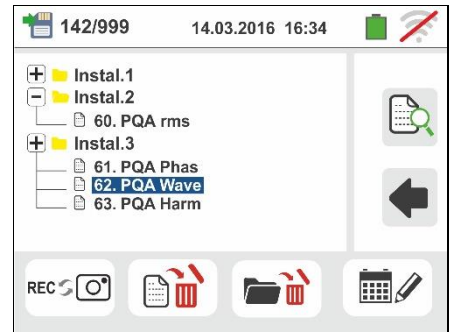 142/999 14.03.2016 16:34
Instal.1
Instal.2
60. PQA rms
Instal.3
61. PQA Phas
62. PQA Wave
63. PQA Harm
REC